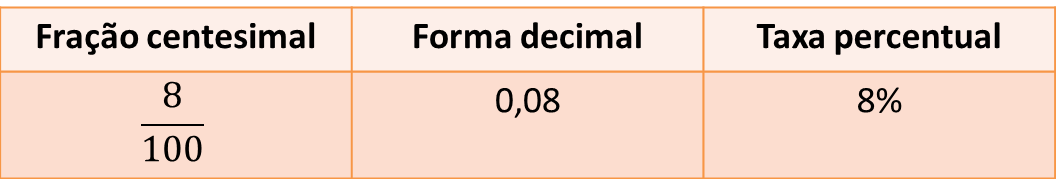 Fração centesimal Forma decimal Taxa percentual
8/100 0,08 8%